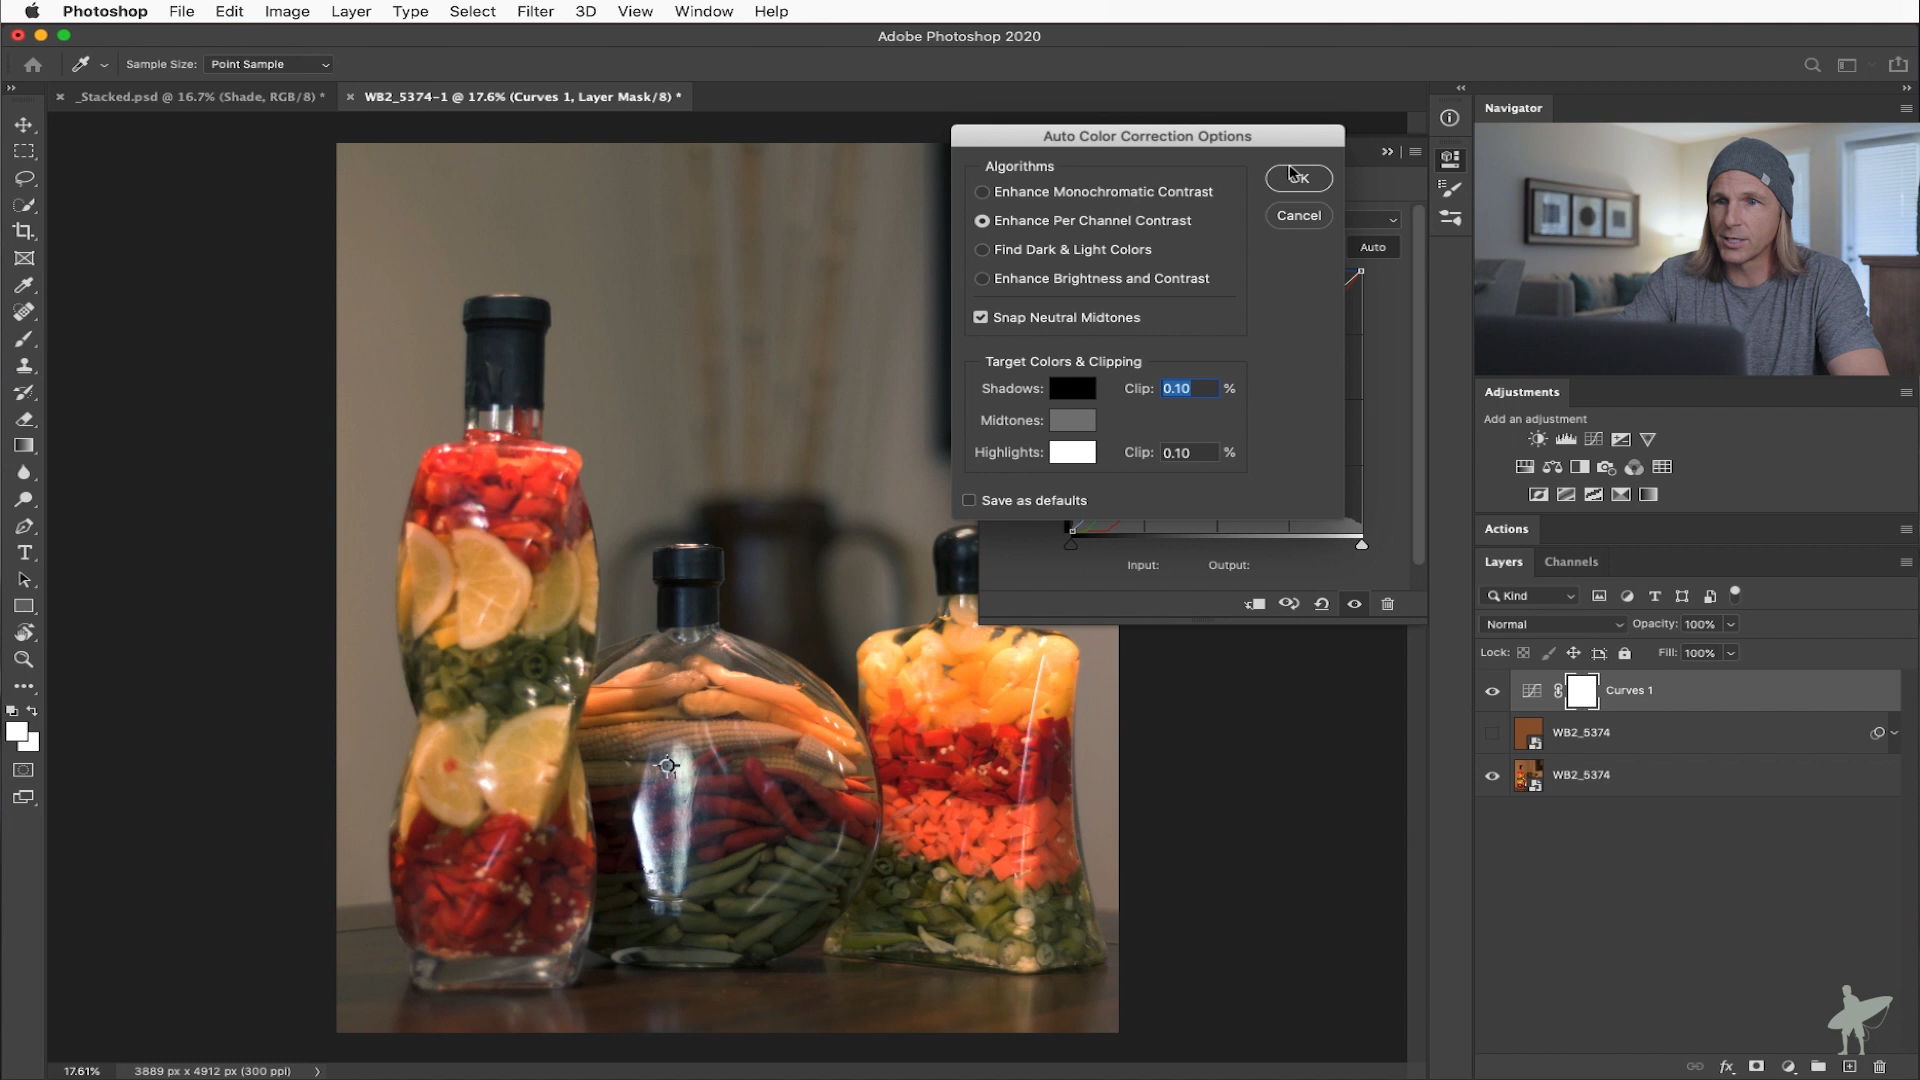 Photoshop File Edit Image Layer Type Select Filter 3D View Window Help
Adobe Photoshop 2020
Sample Size: Point Sample
_Stacked.psd @ 16.7% (Shade, RGB/8) *
WB2_5374-1 @ 17.6% (Curves 1, Layer Mask/8) *
Auto Color Correction Options
Algorithms
Enhance Monochromatic Contrast
Enhance Per Channel Contrast
Find Dark & Light Colors
Enhance Brightness and Contrast
Snap Neutral Midtones
OK
Cancel
Auto
Target Colors & Clipping
Shadows: Clip: 0.10 %
Midtones:
Highlights: Clip: 0.10 %
Save as defaults
Input: Output:
Navigator
Adjustments
Add an adjustment
Actions
Layers Channels
Kind
Normal Opacity: 100%
Lock: Fill: 100%
Curves 1
WB2_5374
WB2_5374
17.61% 3889 px x 4912 px (300 ppi)